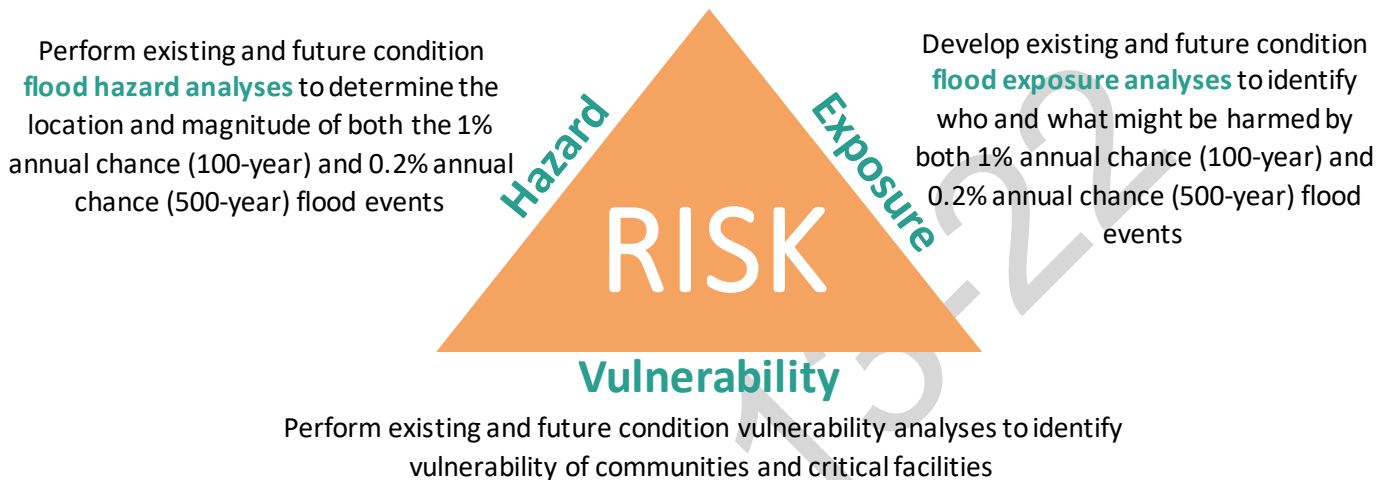 Perform existing and future condition
flood hazard analyses to determine the
location and magnitude of both the 1%
annual chance (100-year) and 0.2% annual
chance (500-year) flood events
Hazard
RISK
Exposure
Develop existing and future condition
flood exposure analyses to identify
who and what might be harmed by
both 1% annual chance (100-year) and
0.2% annual chance (500-year) flood
events
Vulnerability
Perform existing and future condition vulnerability analyses to identify
vulnerability of communities and critical facilities
13-22